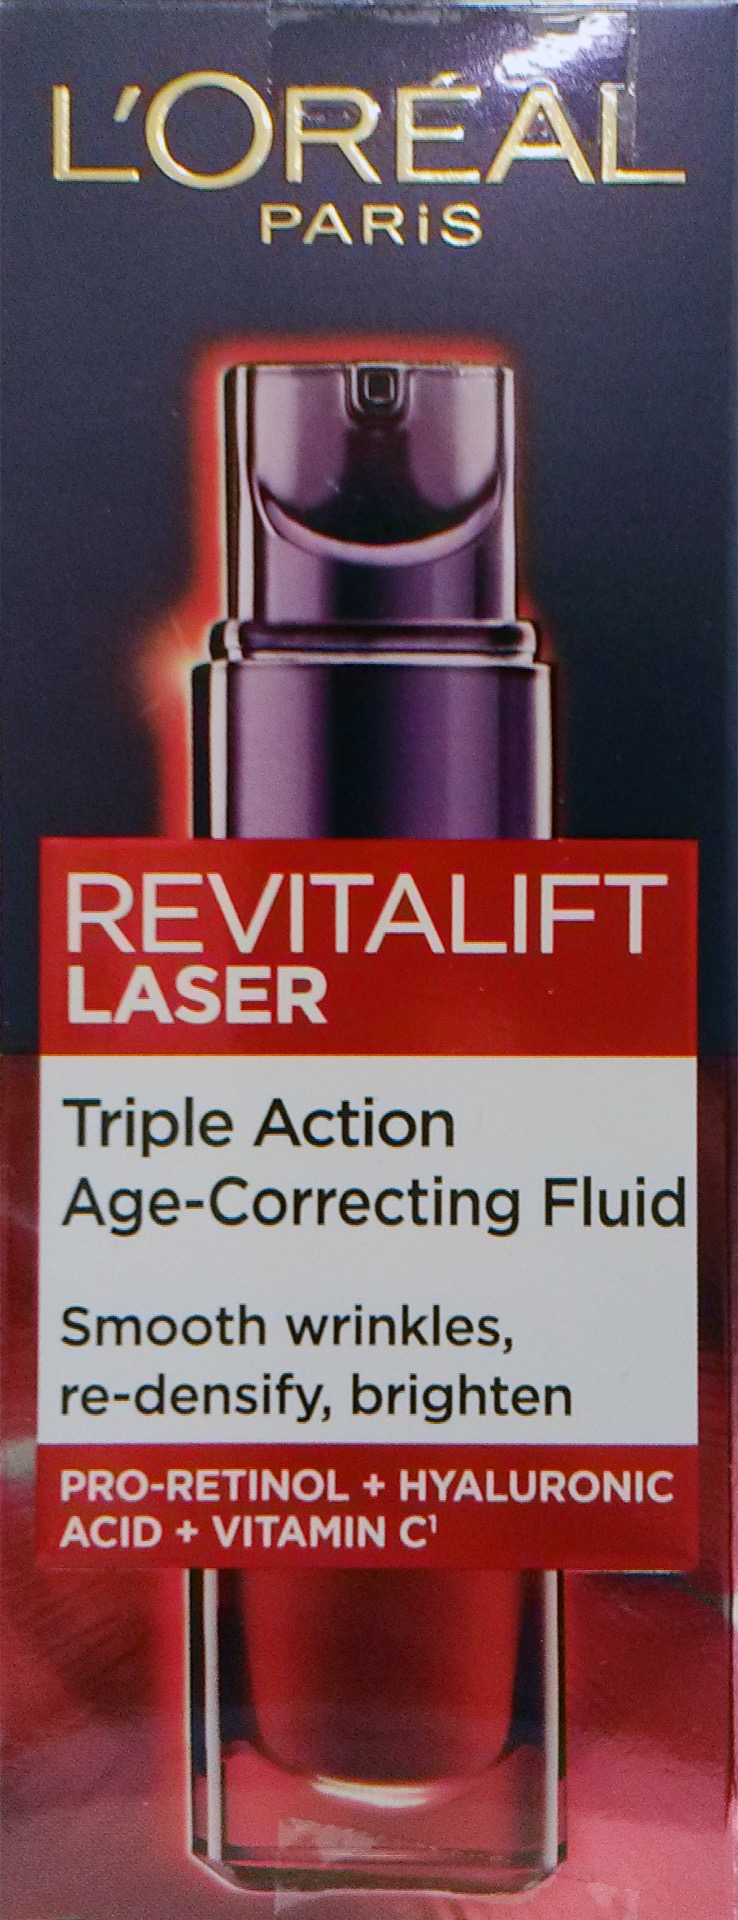 L'ORÉAL
PARiS
REVITALIFT
LASER
Triple Action
Age-Correcting Fluid
Smooth wrinkles,
re-densify, brighten
PRO-RETINOL + HYALURONIC
ACID + VITAMIN C¹